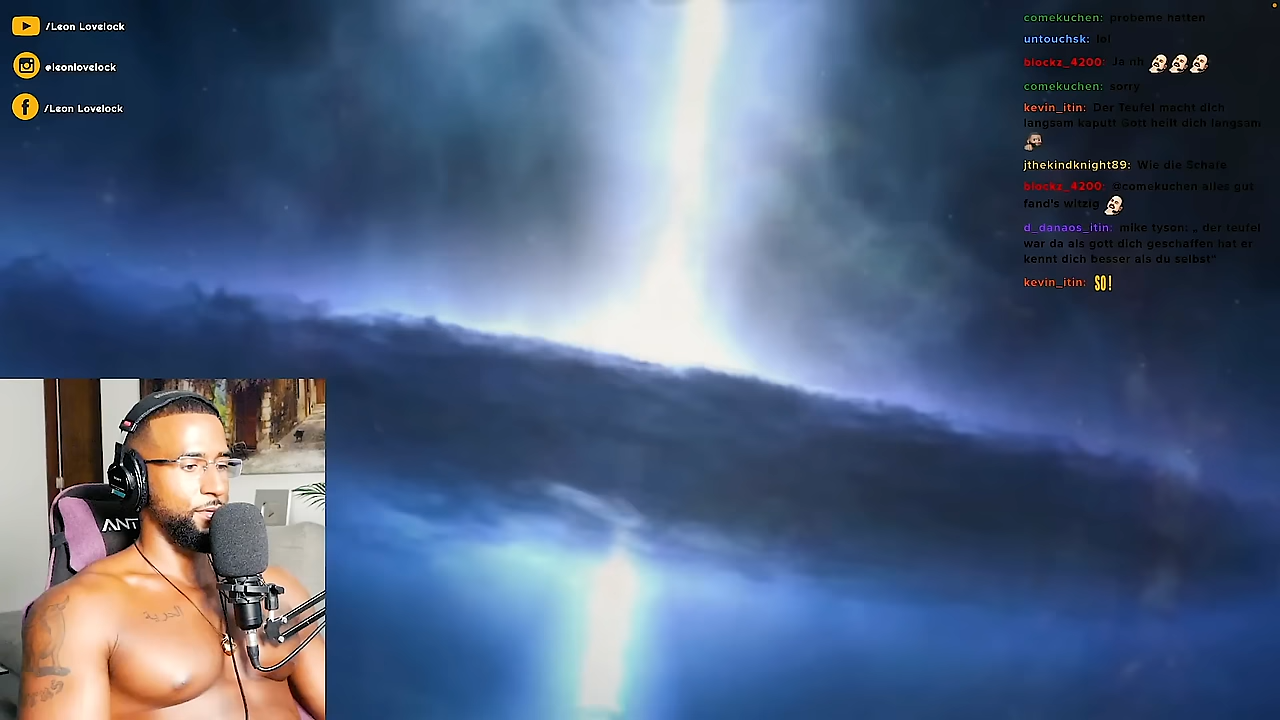 /Leon Lovelock
@leonlovelock
/Leon Lovelock
comekuchen: probeme hatten
untouchsk: lol
blockz_4200: Ja nh
comekuchen: sorry
kevin_itin: Der Teufel macht dich
langsam kaputt Gott heilt dich langsam
jthekindknight89: Wie die Schafe
blockz_4200: @comekuchen alles gut
fand's witzig
d_danaos_itin: mike tyson: „ der teufel
war da als gott dich geschaffen hat er
kennt dich besser als du selbst"
kevin_itin: SO!
ANT